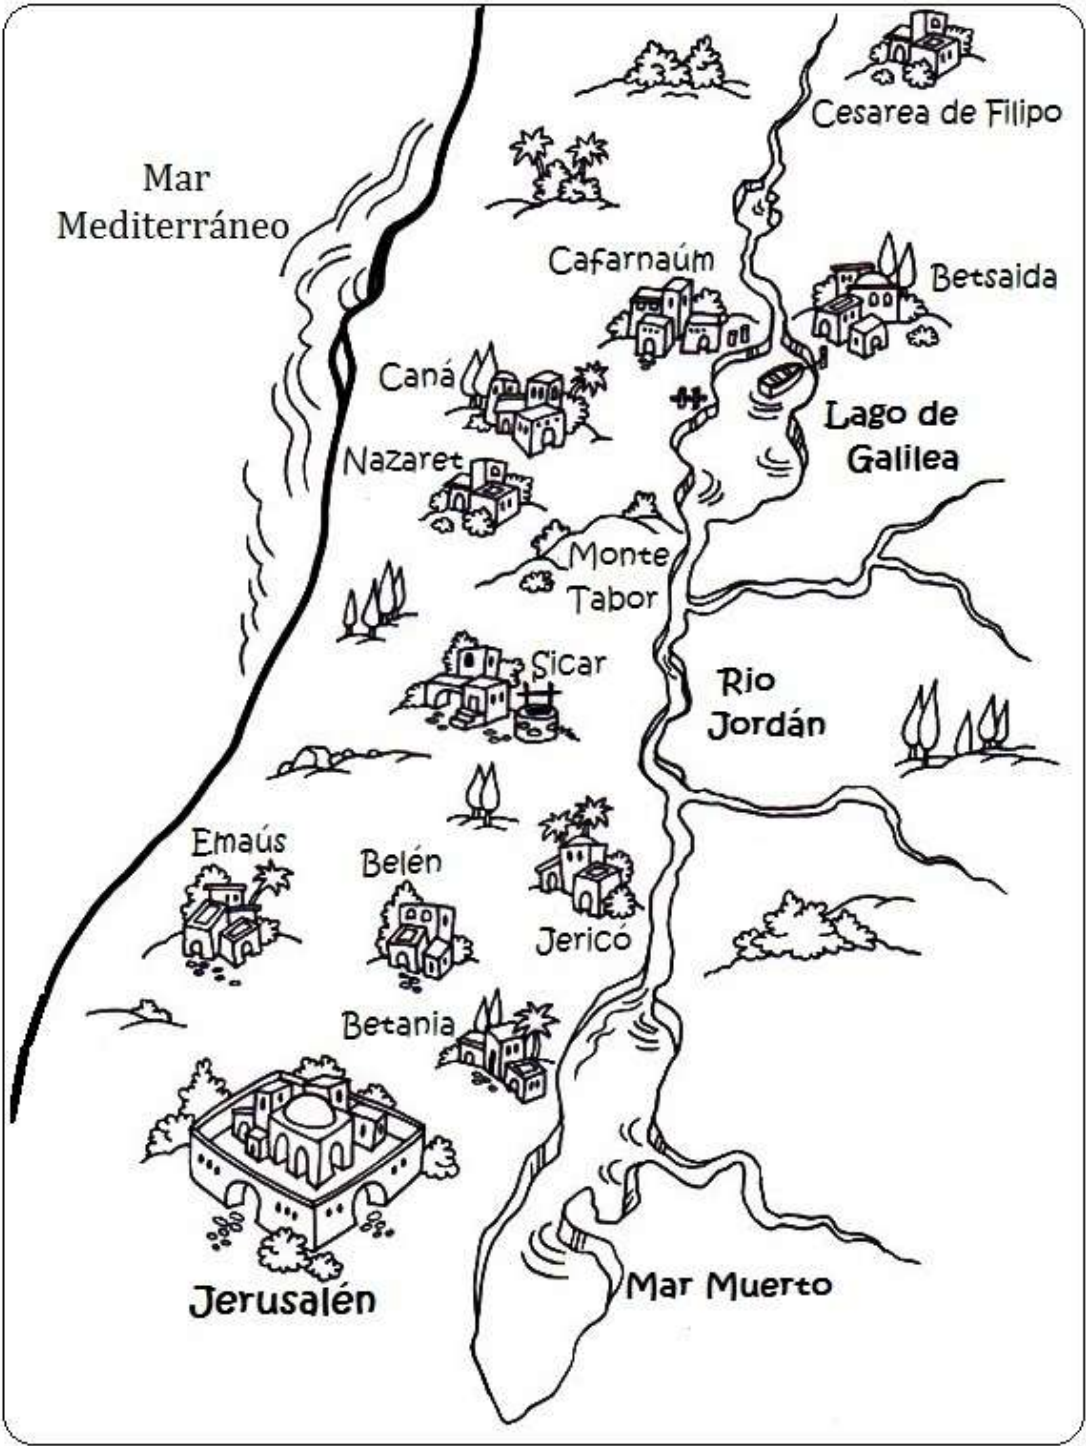 Cesarea de Filipo
Mar
Mediterráneo
Cafarnaúm
Betsaida
Caná
Lago de
Galilea
Nazaret
Monte
Tabor
Sicar
Rio
Jordán
Emaús
Belén
Jericó
Betania
Jerusalén
Mar Muerto